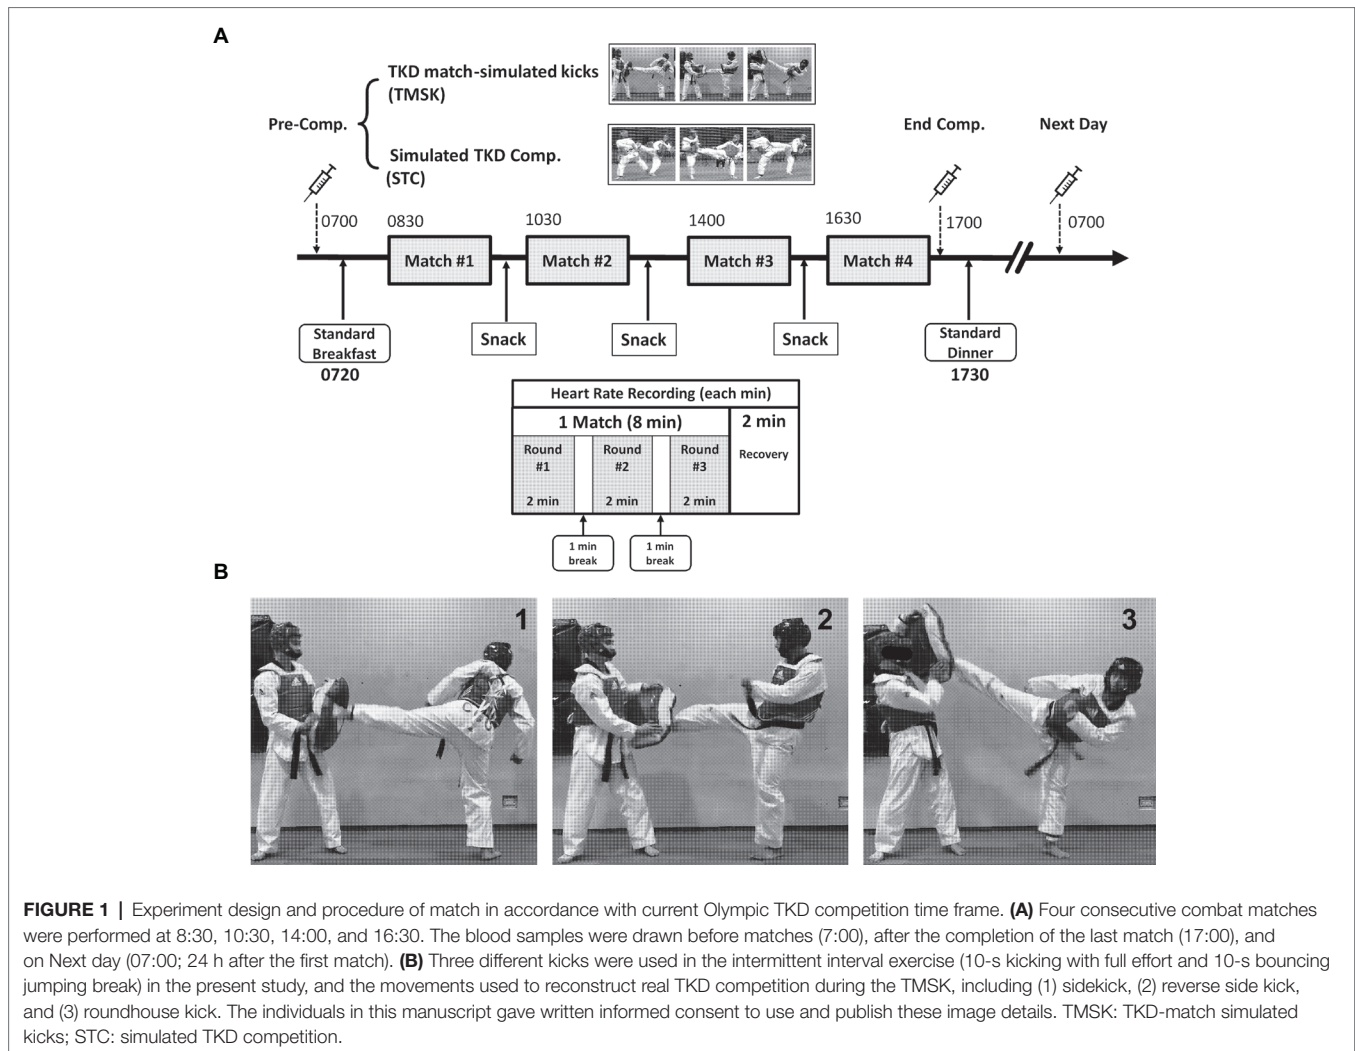 A
TKD match-simulated kicks
(TMSK)
Pre-Comp.
Simulated TKD Comp.
(STC)
End Comp.
Next Day
0700
0830
1030
1400
1630
1700
0700
Match #1
Match #2
Match #3
Match #4
Standard
Breakfast
0720
Snack
Snack
Snack
Standard
Dinner
1730
Heart Rate Recording (each min)
1 Match (8 min)
2 min
Recovery
Round
#1
2 min
Round
#2
2 min
Round
#3
2 min
1 min
break
1 min
break
B
1
2
3
FIGURE 1 | Experiment design and procedure of match in accordance with current Olympic TKD competition time frame. (A) Four consecutive combat matches
were performed at 8:30, 10:30, 14:00, and 16:30. The blood samples were drawn before matches (7:00), after the completion of the last match (17:00), and
on Next day (07:00; 24 h after the first match). (B) Three different kicks were used in the intermittent interval exercise (10-s kicking with full effort and 10-s bouncing
jumping break) in the present study, and the movements used to reconstruct real TKD competition during the TMSK, including (1) sidekick, (2) reverse side kick,
and (3) roundhouse kick. The individuals in this manuscript gave written informed consent to use and publish these image details. TMSK: TKD-match simulated
kicks; STC: simulated TKD competition.